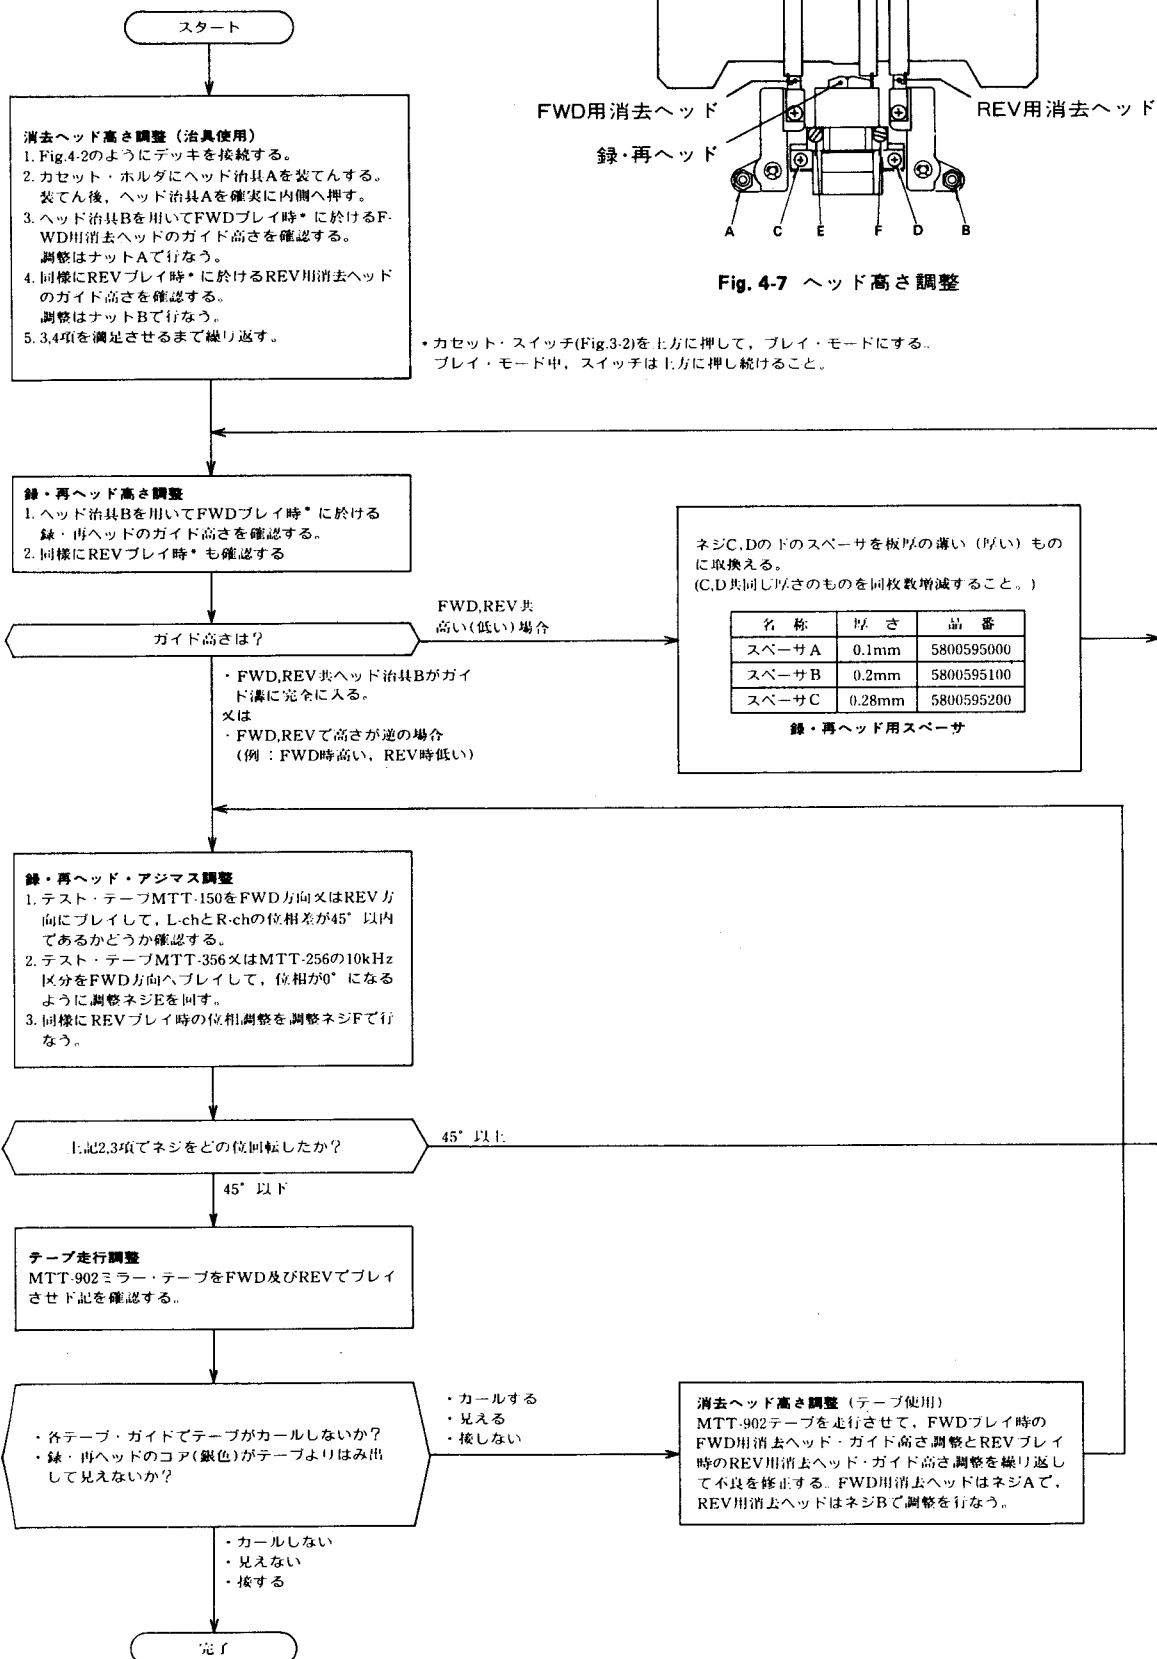 スタート
消去ヘッド高さ調整（治具使用）
1. Fig.4-2のようにデッキを接続する。
2. カセット・ホルダにヘッド治具Aを装てんする。
装てん後，ヘッド治具Aを確実に内側へ押す。
3. ヘッド治具Bを用いてFWDプレイ時* に於けるF-
WD用消去ヘッドのガイド高さを確認する。
調整はナットAで行なう。
4. 同様にREVプレイ時* に於けるREV用消去ヘッド
のガイド高さを確認する。
調整はナットBで行なう。
5. 3,4項を満足させるまで繰り返す。
FWD用消去ヘッド
REV用消去ヘッド
録・再ヘッド
A C E F D B
Fig. 4-7 ヘッド高さ調整
* カセット・スイッチ(Fig.3-2)を上方に押して，プレイ・モードにする。
プレイ・モード中，スイッチは上方に押し続けること。
録・再ヘッド高さ調整
1. ヘッド治具Bを用いてFWDプレイ時* に於ける
録・再ヘッドのガイド高さを確認する。
2. 同様にREVプレイ時* も確認する
ガイド高さは？
FWD,REV共
高い(低い)場合
ネジC,Dの下のスペーサを板厚の薄い（厚い）もの
に取換える。
(C,D共同じ厚さのものを同枚数増減すること。)
名 称 厚 さ 品 番
スペーサA 0.1mm 5800595000
スペーサB 0.2mm 5800595100
スペーサC 0.28mm 5800595200
録・再ヘッド用スペーサ
・FWD,REV共ヘッド治具Bがガイ
ド溝に完全に入る。
又は
・FWD,REVで高さが逆の場合
(例：FWD時高い，REV時低い)
録・再ヘッド・アジマス調整
1. テスト・テープMTT-150をFWD方向又はREV方
向にプレイして，L-chとR-chの位相差が45° 以内
であるかどうか確認する。
2. テスト・テープMTT-356又はMTT-256の10kHz
区分をFWD方向へプレイして，位相が0° になる
ように調整ネジEを回す。
3. 同様にREVプレイ時の位相調整を調整ネジFで行
なう。
上記2,3項でネジをどの位回転したか？
45° 以上
45° 以下
テープ走行調整
MTT-902ミラー・テープをFWD及びREVでプレイ
させ下記を確認する。
・各テープ・ガイドでテープがカールしないか？
・録・再ヘッドのコア(銀色)がテープよりはみ出
して見えないか？
・カールする
・見える
・接しない
消去ヘッド高さ調整（テープ使用）
MTT-902テープを走行させて，FWDプレイ時の
FWD用消去ヘッド・ガイド高さ調整とREVプレイ
時のREV用消去ヘッド・ガイド高さ調整を繰り返し
て不良を修正する。FWD用消去ヘッドはネジAで，
REV用消去ヘッドはネジBで調整を行なう。
・カールしない
・見えない
・接する
完了